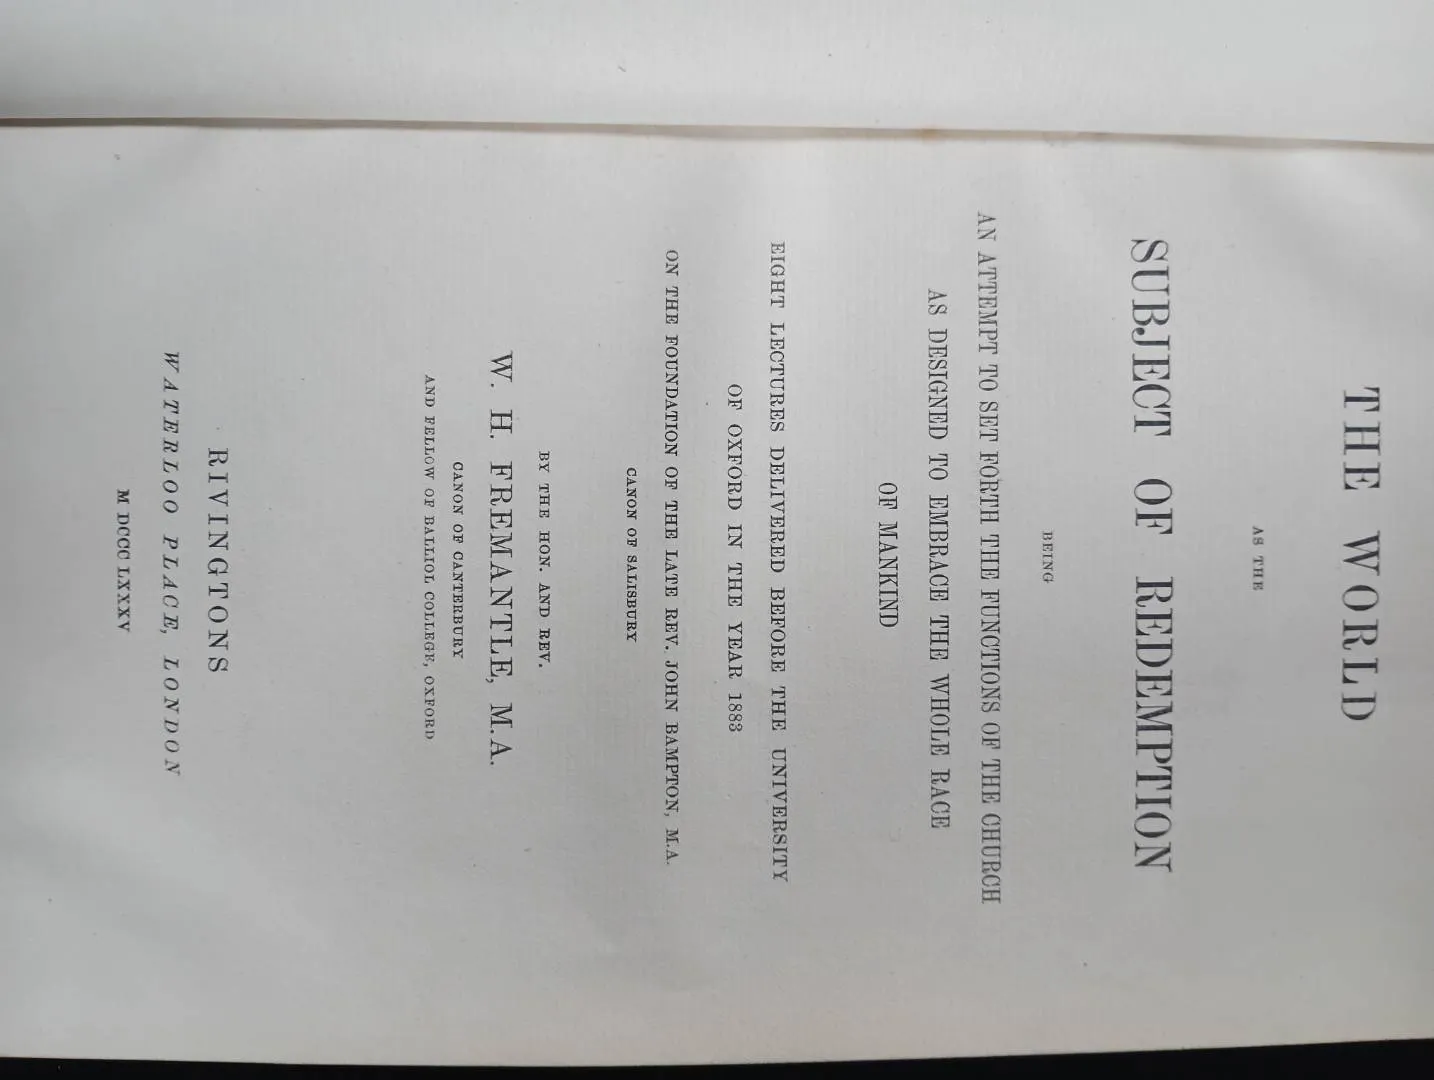 THE WORLD
AS THE
SUBJECT OF REDEMPTION
BEING
AN ATTEMPT TO SET FORTH THE FUNCTIONS OF THE CHURCH
AS DESIGNED TO EMBRACE THE WHOLE RACE
OF MANKIND
EIGHT LECTURES DELIVERED BEFORE THE UNIVERSITY
OF OXFORD IN THE YEAR 1883
ON THE FOUNDATION OF THE LATE REV. JOHN BAMPTON, M.A.
CANON OF SALISBURY
BY THE HON. AND REV.
W. H. FREMANTLE, M.A.
CANON OF CANTERBURY
AND FELLOW OF BALLIOL COLLEGE, OXFORD
RIVINGTONS
WATERLOO PLACE, LONDON
M DCCC LXXXV